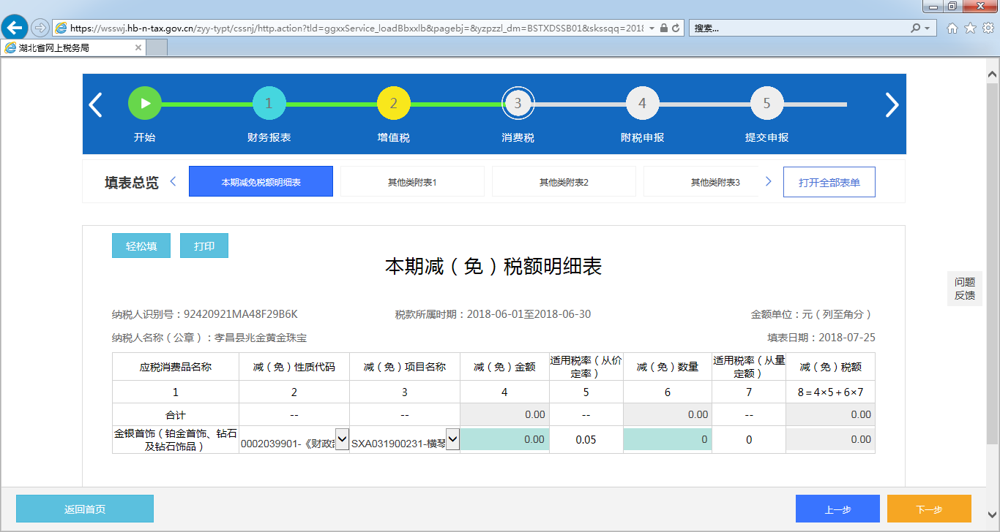 https://wsswj.hb-n-tax.gov.cn/zyy-typt/cssnj/http.action?tld=ggxxService_loadBbxxlb&pagebj=&yzpzzl_dm=BSTXDSSB01&skssqq=2018
搜索...
湖北省网上税务局
1
2
3
4
5
开始
财务报表
增值税
消费税
附税申报
提交申报
填表总览
本期减免税额明细表
其他类附表1
其他类附表2
其他类附表3
打开全部表单
轻松填
打印
本期减（免）税额明细表
问题
反馈
纳税人识别号：92420921MA48F29B6K
税款所属时期：2018-06-01至2018-06-30
金额单位：元（列至角分）
纳税人名称（公章）：孝昌县兆金黄金珠宝
填表日期：2018-07-25
应税消费品名称
减（免）性质代码
减（免）项目名称
减（免）金额
适用税率（从价
定率）
减（免）数量
适用税率（从量
定额）
减（免）税额
1
2
3
4
5
6
7
8＝4×5＋6×7
合计
--
--
0.00
--
0.00
--
0.00
金银首饰（铂金首饰、钻石
及钻石饰品）
0002039901-《财政
SXA031900231-横琴
0.00
0.05
0
0
0.00
返回首页
上一步
下一步